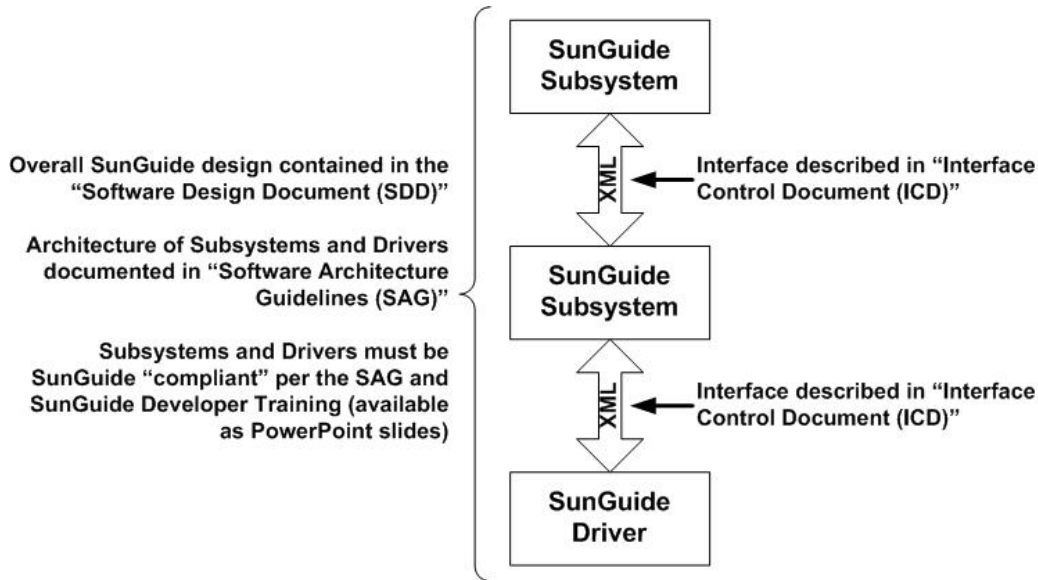 SunGuide
Subsystem
Overall SunGuide design contained in the
“Software Design Document (SDD)”
XML
Interface described in “Interface
Control Document (ICD)”
Architecture of Subsystems and Drivers
documented in “Software Architecture
Guidelines (SAG)”
SunGuide
Subsystem
Subsystems and Drivers must be
SunGuide “compliant” per the SAG and
SunGuide Developer Training (available
as PowerPoint slides)
XML
Interface described in “Interface
Control Document (ICD)”
SunGuide
Driver